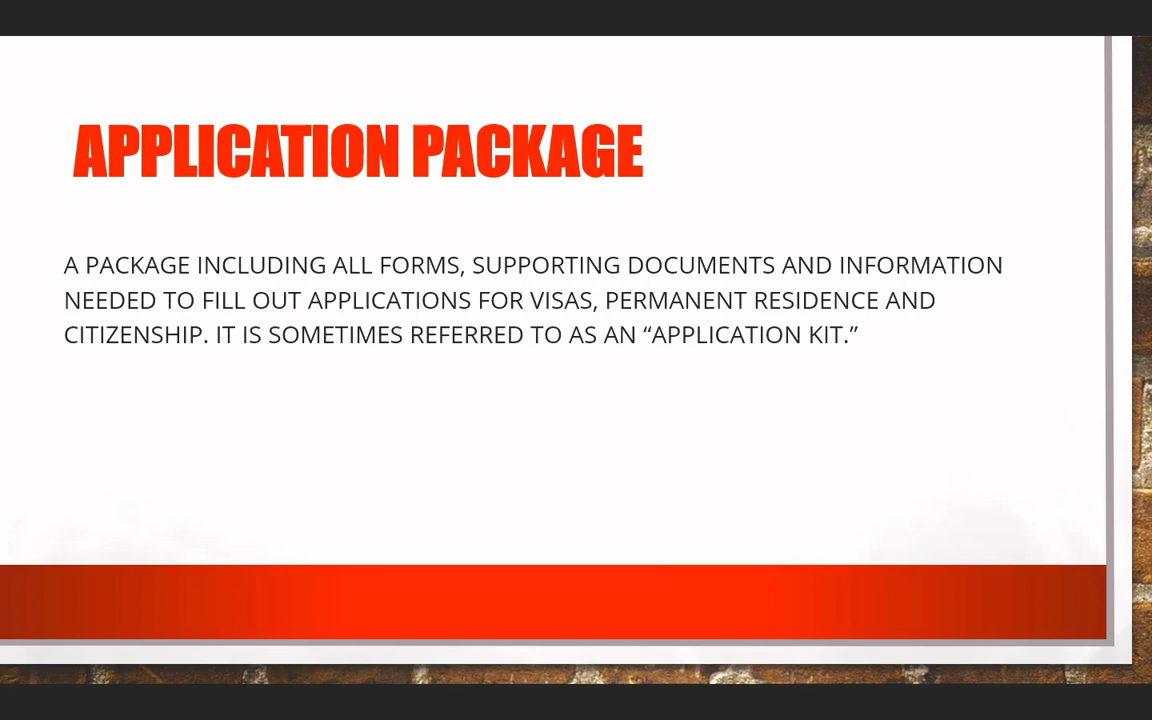 APPLICATION PACKAGE
A PACKAGE INCLUDING ALL FORMS, SUPPORTING DOCUMENTS AND INFORMATION
NEEDED TO FILL OUT APPLICATIONS FOR VISAS, PERMANENT RESIDENCE AND
CITIZENSHIP. IT IS SOMETIMES REFERRED TO AS AN “APPLICATION KIT.”